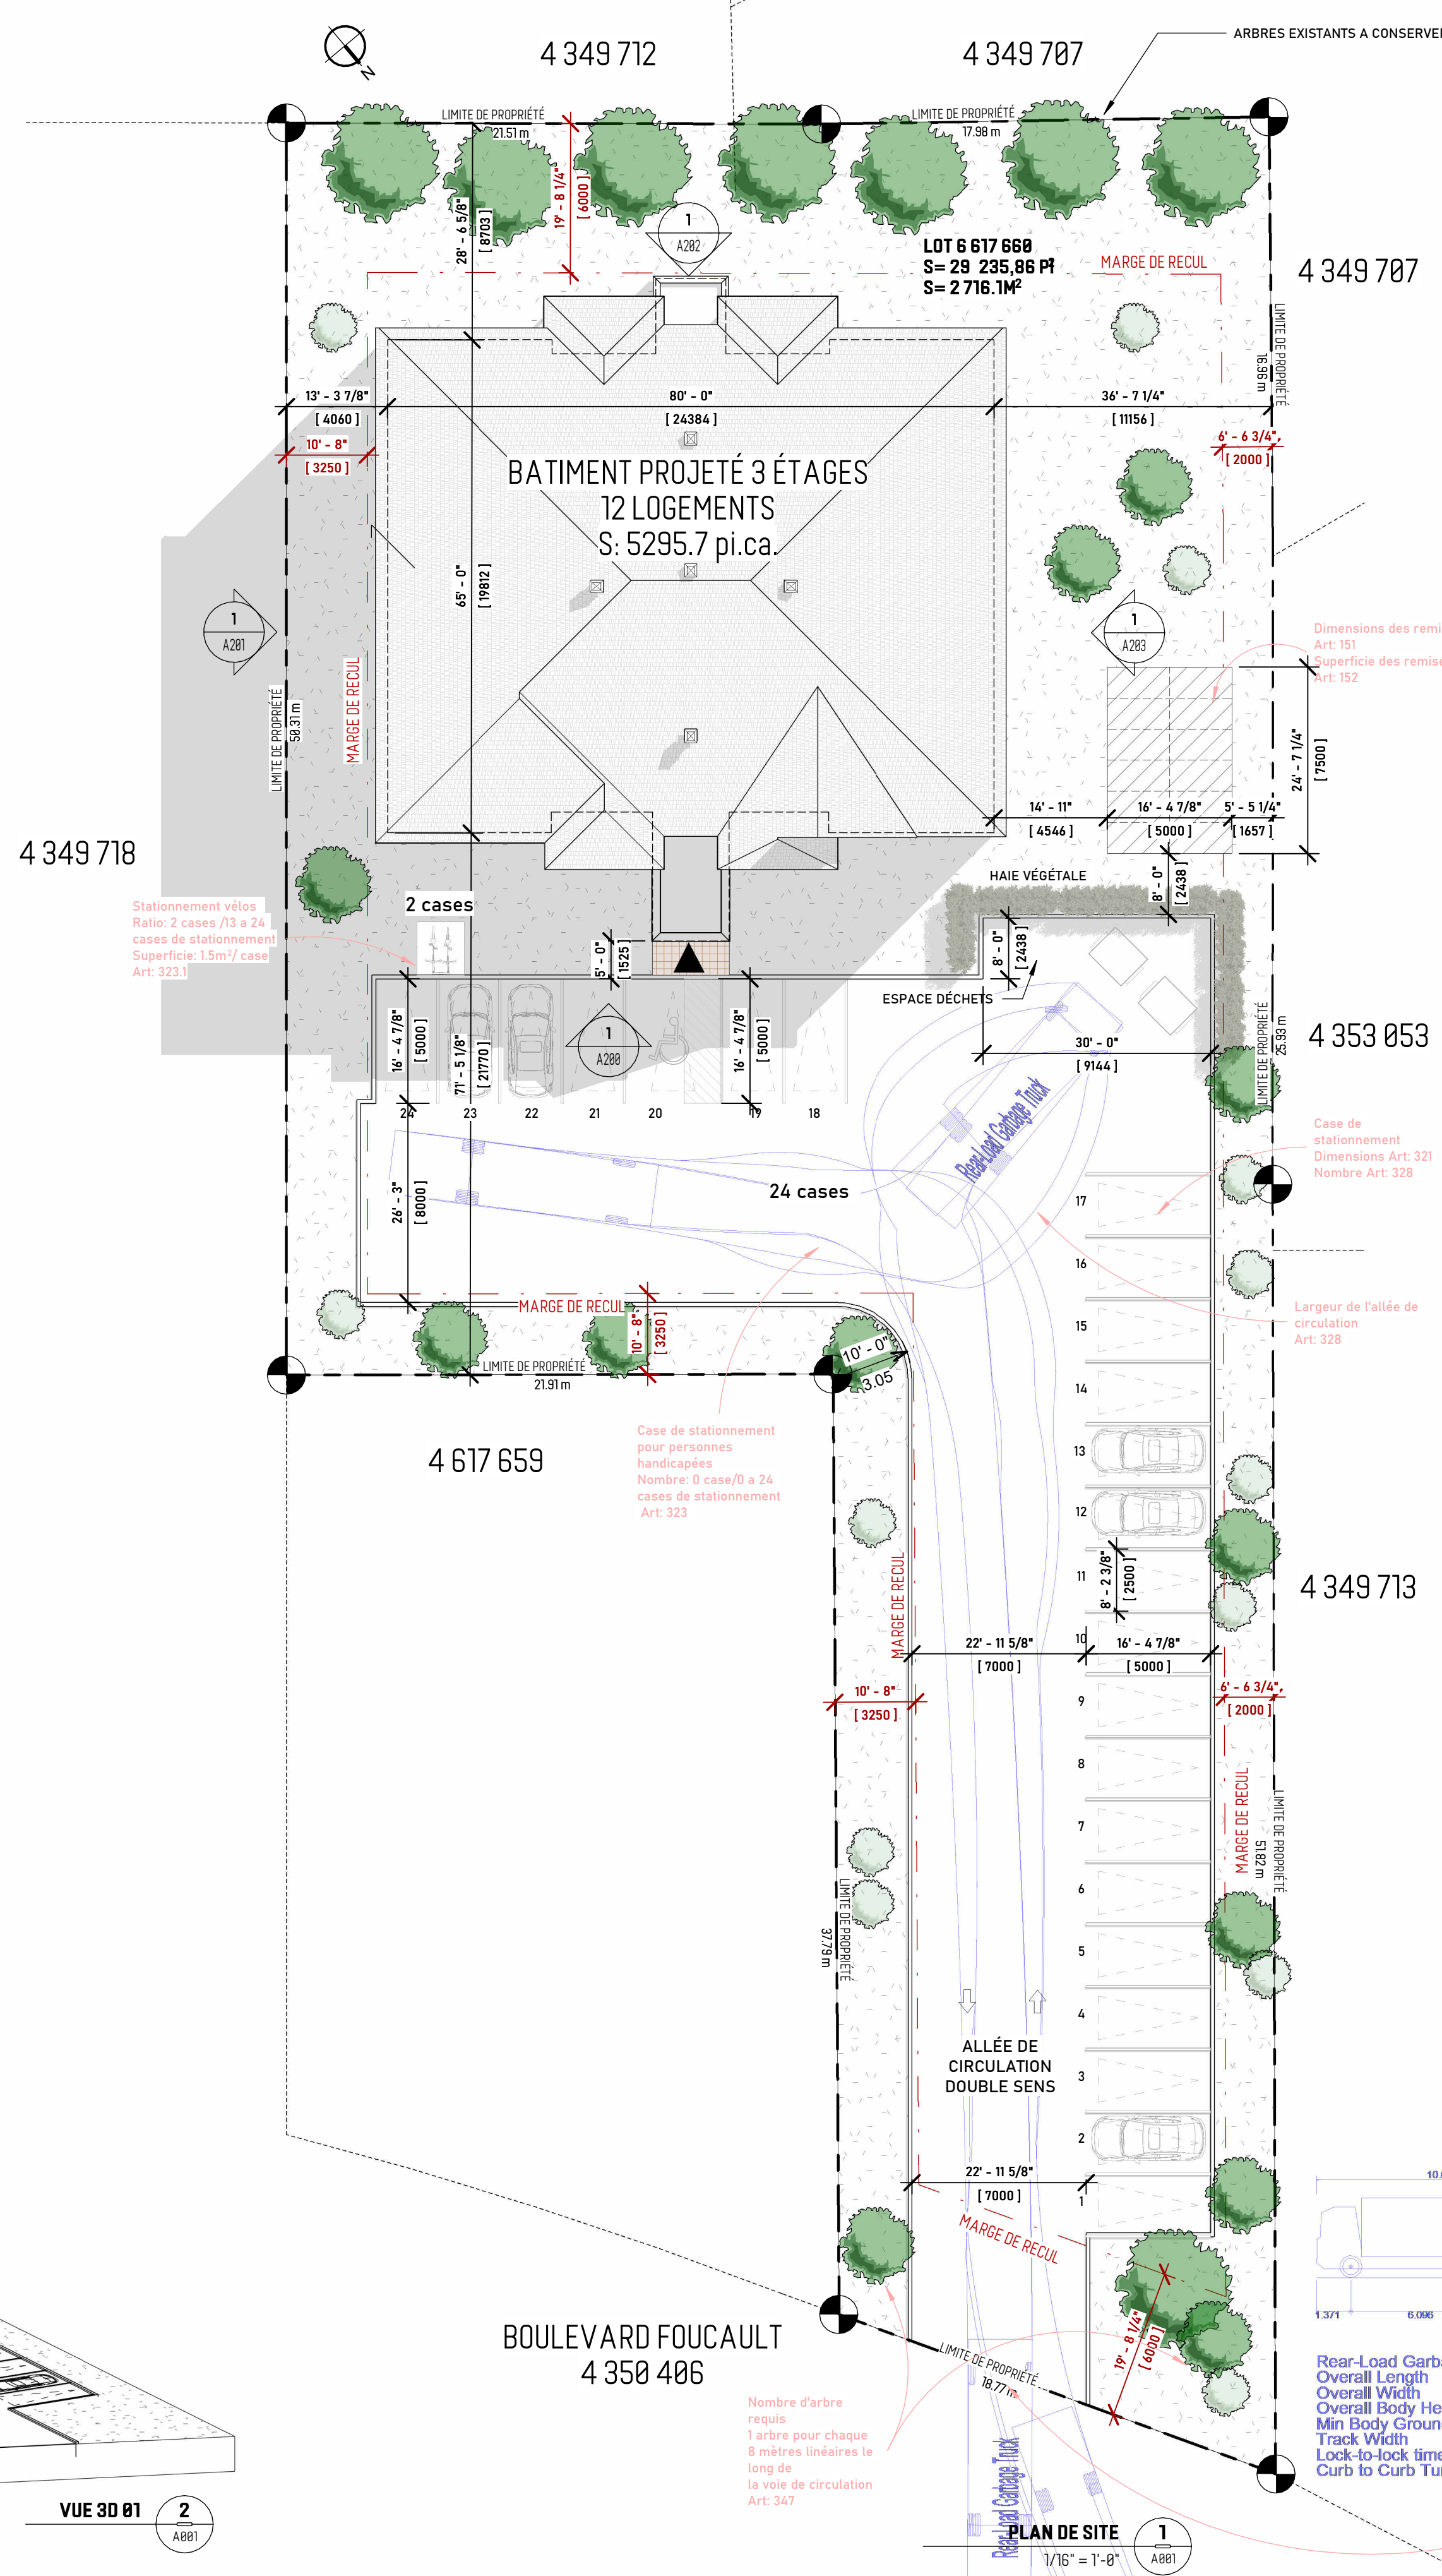 4 349 712
4 349 707
ARBRES EXISTANTS A CONSERVER
N
LIMITE DE PROPRIÉTÉ
21.51 m
LIMITE DE PROPRIÉTÉ
17.98 m
28' - 6 5/8"
[ 8703 ]
19' - 8 1/4"
[ 6000 ]
1
A202
LOT 6 617 660
S= 29 235,86 Pi²
S= 2 716.1M²
MARGE DE RECUL
4 349 707
LIMITE DE PROPRIÉTÉ
16.96 m
13' - 3 7/8"
[ 4060 ]
80' - 0"
[ 24384 ]
36' - 7 1/4"
[ 11156 ]
10' - 8"
[ 3250 ]
6' - 6 3/4"
[ 2000 ]
BATIMENT PROJETÉ 3 ÉTAGES
12 LOGEMENTS
S: 5295.7 pi.ca.
65' - 0"
[ 19812 ]
1
A201
1
A203
Dimensions des remi
Art: 151
Superficie des remise
Art: 152
MARGE DE RECUL
LIMITE DE PROPRIÉTÉ
50.31 m
24' - 7 1/4"
[ 7500 ]
14' - 11"
[ 4546 ]
16' - 4 7/8"
[ 5000 ]
5' - 5 1/4"
[ 1657 ]
4 349 718
HAIE VÉGÉTALE
8' - 0"
[ 2438 ]
Stationnement vélos
Ratio: 2 cases /13 a 24
cases de stationnement
Superficie: 1.5m²/ case
Art: 323.1
2 cases
5' - 0"
[ 1525 ]
8' - 0"
[ 2438 ]
ESPACE DÉCHETS
16' - 4 7/8"
[ 5000 ]
71' - 5 1/8"
[ 21770 ]
1
A200
16' - 4 7/8"
[ 5000 ]
30' - 0"
[ 9144 ]
LIMITE DE PROPRIÉTÉ
25.93 m
4 353 053
24
23
22
21
20
19
18
Rear-Load Garbage Truck
Case de
stationnement
Dimensions Art: 321
Nombre Art: 328
24 cases
26' - 3"
[ 8000 ]
17
16
15
14
13
12
11
10
9
8
7
6
5
4
3
2
1
Largeur de l'allée de
circulation
Art: 328
MARGE DE RECUL
10' - 8"
[ 3250 ]
LIMITE DE PROPRIÉTÉ
21.91 m
10' - 0"
3.05
4 617 659
Case de stationnement
pour personnes
handicapées
Nombre: 0 case/0 a 24
cases de stationnement
Art: 323
8' - 2 3/8"
[ 2500 ]
4 349 713
MARGE DE RECUL
22' - 11 5/8"
[ 7000 ]
16' - 4 7/8"
[ 5000 ]
10' - 8"
[ 3250 ]
6' - 6 3/4"
[ 2000 ]
MARGE DE RECUL
LIMITE DE PROPRIÉTÉ
51.82 m
LIMITE DE PROPRIÉTÉ
37.79 m
ALLÉE DE
CIRCULATION
DOUBLE SENS
22' - 11 5/8"
[ 7000 ]
MARGE DE RECUL
19' - 8 1/4"
[ 6000 ]
BOULEVARD FOUCAULT
4 350 406
LIMITE DE PROPRIÉTÉ
18.77 m
Nombre d'arbre
requis
1 arbre pour chaque
8 mètres linéaires le
long de
la voie de circulation
Art: 347
10.
1.371
6.096
Rear-Load Garb
Overall Length
Overall Width
Overall Body He
Min Body Groun
Track Width
Lock-to-lock time
Curb to Curb Tu
Rear-Load Garbage Truck
VUE 3D 01
2
A001
PLAN DE SITE
1/16" = 1'-0"
1
A001